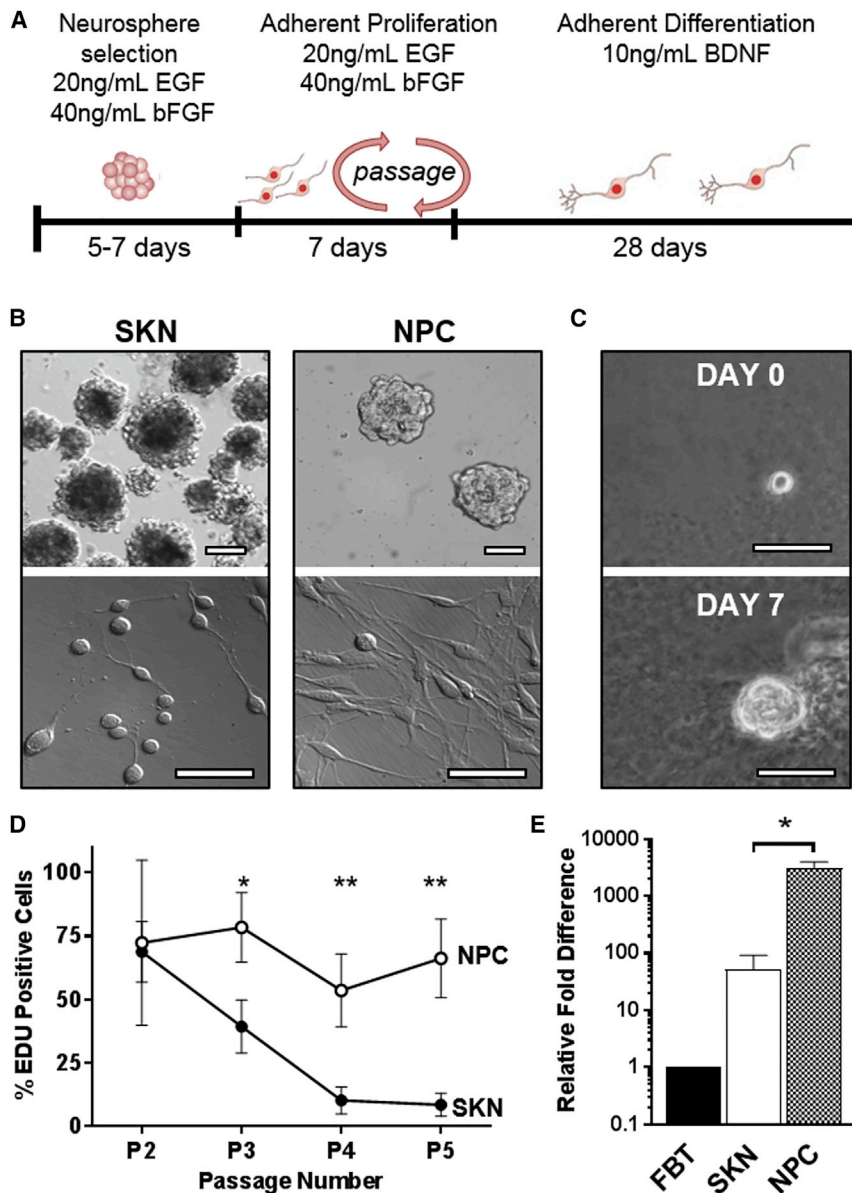 A
Neurosphere
selection
20ng/mL EGF
40ng/mL bFGF
Adherent Proliferation
20ng/mL EGF
40ng/mL bFGF
Adherent Differentiation
10ng/mL BDNF
passage
5-7 days
7 days
28 days
B
SKN
NPC
C
DAY 0
DAY 7
D
% EDU Positive Cells
100
75
50
25
0
*
**
**
NPC
SKN
P2
P3
P4
P5
Passage Number
E
Relative Fold Difference
10000
1000
100
10
1
0.1
*
FBT
SKN
NPC